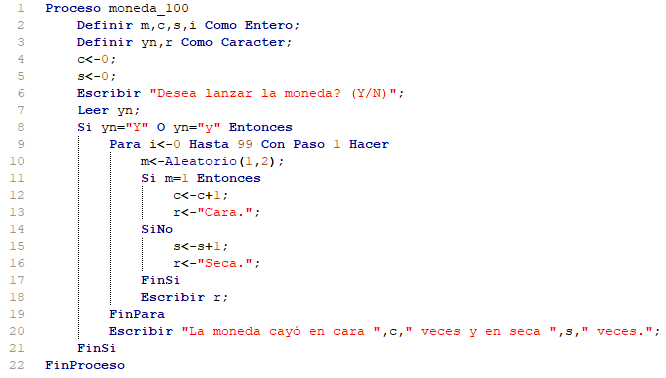 1 Proceso moneda_100
2 Definir m,c,s,i Como Entero;
3 Definir yn,r Como Caracter;
4 c<-0;
5 s<-0;
6 Escribir "Desea lanzar la moneda? (Y/N)";
7 Leer yn;
8 Si yn="Y" O yn="y" Entonces
9 Para i<-0 Hasta 99 Con Paso 1 Hacer
10 m<-Aleatorio(1,2);
11 Si m=1 Entonces
12 c<-c+1;
13 r<-"Cara.";
14 SiNo
15 s<-s+1;
16 r<-"Seca.";
17 FinSi
18 Escribir r;
19 FinPara
20 Escribir "La moneda cayó en cara ",c," veces y en seca ",s," veces.";
21 FinSi
22 FinProceso